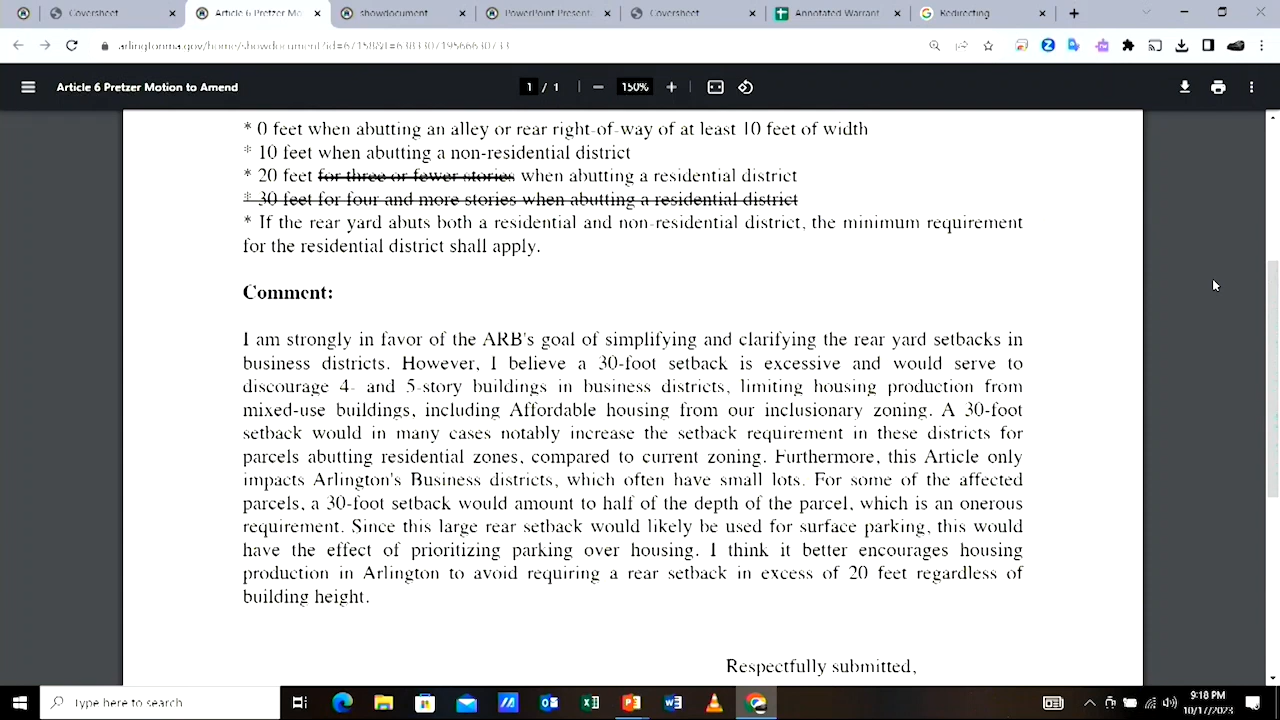 Coversheet
Article 6 Pretzer Mo
showdocument
PowerPoint Present
Coversheet
Annotated Warrant
Redirecting
Article 6 Pretzer Motion to Amend
1 / 1
150%
* 0 feet when abutting an alley or rear right-of-way of at least 10 feet of width
* 10 feet when abutting a non-residential district
* 20 feet for three or fewer stories when abutting a residential district
* 30 feet for four and more stories when abutting a residential district
* If the rear yard abuts both a residential and non-residential district, the minimum requirement
for the residential district shall apply.
Comment:
I am strongly in favor of the ARB's goal of simplifying and clarifying the rear yard setbacks in
business districts. However, I believe a 30-foot setback is excessive and would serve to
discourage 4- and 5-story buildings in business districts, limiting housing production from
mixed-use buildings, including Affordable housing from our inclusionary zoning. A 30-foot
setback would in many cases notably increase the setback requirement in these districts for
parcels abutting residential zones, compared to current zoning. Furthermore, this Article only
impacts Arlington's Business districts, which often have small lots. For some of the affected
parcels, a 30-foot setback would amount to half of the depth of the parcel, which is an onerous
requirement. Since this large rear setback would likely be used for surface parking, this would
have the effect of prioritizing parking over housing. I think it better encourages housing
production in Arlington to avoid requiring a rear setback in excess of 20 feet regardless of
building height.
Respectfully submitted,
Type here to search
9:18 PM
10/17/2023